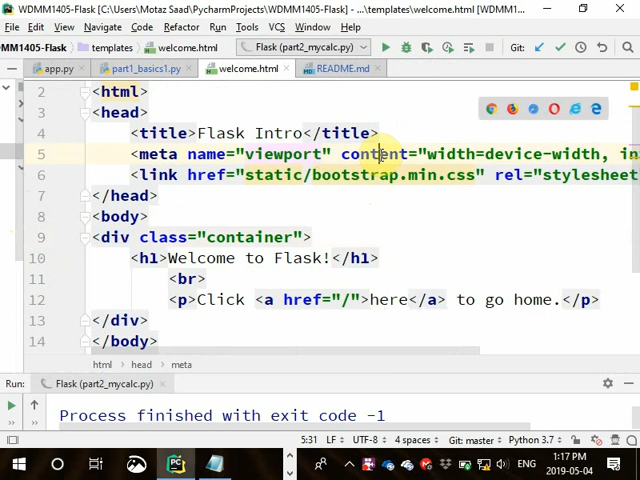 WDMM1405-Flask [C:\Users\Motaz Saad\PycharmProjects\WDMM1405-Flask] - ...\templates\welcome.html [WDMM1405-...
File Edit View Navigate Code Refactor Run Tools VCS Window Help
DMM1405-Flask templates welcome.html Flask (part2_mycalc.py) Git:
app.py part1_basics1.py welcome.html README.md
2 <html>
3 <head>
4 <title>Flask Intro</title>
5 <meta name="viewport" content="width=device-width, in
6 <link href="static/bootstrap.min.css" rel="stylesheet
7 </head>
8 <body>
9 <div class="container">
10 <h1>Welcome to Flask!</h1>
11 <br>
12 <p>Click <a href="/">here</a> to go home.</p>
13 </div>
14 </body>
html head meta
Run: Flask (part2_mycalc.py)
Process finished with exit code -1
5:31 LF UTF-8 4 spaces Git: master Python 3.7
ENG 1:17 PM
2019-05-04